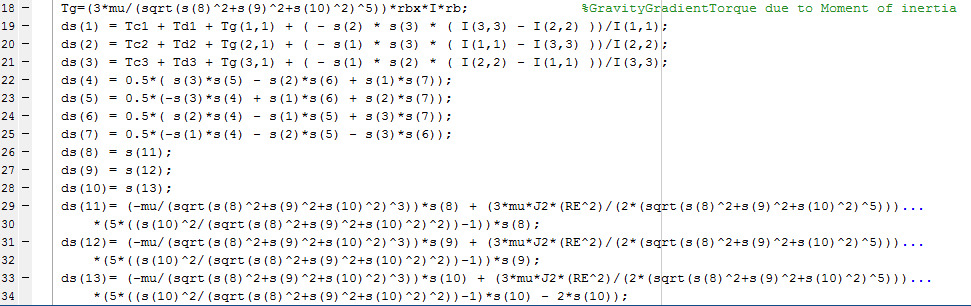 18 – Tg=(3*mu/(sqrt(s(8)^2+s(9)^2+s(10)^2)^5))*rbx*I*rb; %GravityGradientTorque due to Moment of inertia
19 – ds(1) = Tc1 + Td1 + Tg(1,1) + ( - s(2) * s(3) * ( I(3,3) - I(2,2) ))/I(1,1);
20 – ds(2) = Tc2 + Td2 + Tg(2,1) + ( - s(1) * s(3) * ( I(1,1) - I(3,3) ))/I(2,2);
21 – ds(3) = Tc3 + Td3 + Tg(3,1) + ( - s(1) * s(2) * ( I(2,2) - I(1,1) ))/I(3,3);
22 – ds(4) = 0.5*( s(3)*s(5) - s(2)*s(6) + s(1)*s(7));
23 – ds(5) = 0.5*(-s(3)*s(4) + s(1)*s(6) + s(2)*s(7));
24 – ds(6) = 0.5*( s(2)*s(4) - s(1)*s(5) + s(3)*s(7));
25 – ds(7) = 0.5*(-s(1)*s(4) - s(2)*s(5) - s(3)*s(6));
26 – ds(8) = s(11);
27 – ds(9) = s(12);
28 – ds(10)= s(13);
29 – ds(11)= (-mu/(sqrt(s(8)^2+s(9)^2+s(10)^2)^3))*s(8) + (3*mu*J2*(RE^2)/(2*(sqrt(s(8)^2+s(9)^2+s(10)^2)^5)))...
30 *(5*((s(10)^2/(sqrt(s(8)^2+s(9)^2+s(10)^2)^2))-1))*s(8);
31 – ds(12)= (-mu/(sqrt(s(8)^2+s(9)^2+s(10)^2)^3))*s(9) + (3*mu*J2*(RE^2)/(2*(sqrt(s(8)^2+s(9)^2+s(10)^2)^5)))...
32 *(5*((s(10)^2/(sqrt(s(8)^2+s(9)^2+s(10)^2)^2))-1))*s(9);
33 – ds(13)= (-mu/(sqrt(s(8)^2+s(9)^2+s(10)^2)^3))*s(10) + (3*mu*J2*(RE^2)/(2*(sqrt(s(8)^2+s(9)^2+s(10)^2)^5)))...
34 *(5*((s(10)^2/(sqrt(s(8)^2+s(9)^2+s(10)^2)^2))-1)*s(10) - 2*s(10));